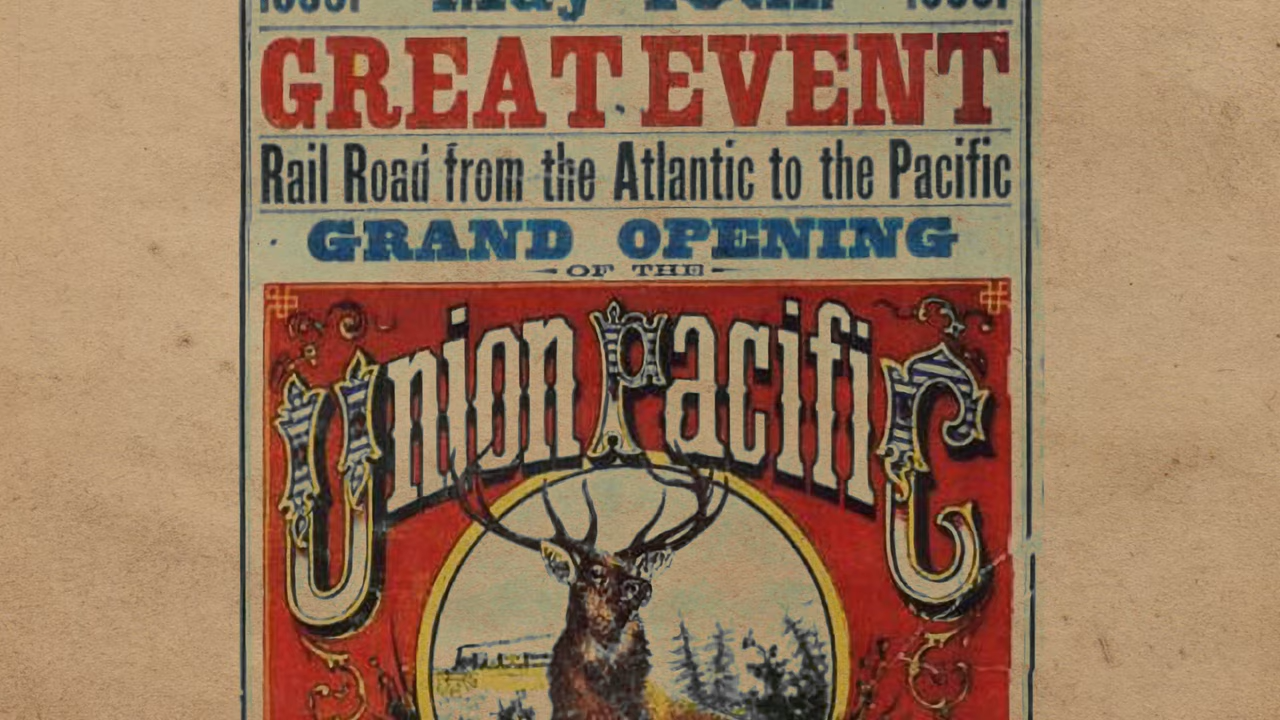 GREAT EVENT
Rail Road from the Atlantic to the Pacific
GRAND OPENING
OF THE
Union Pacific